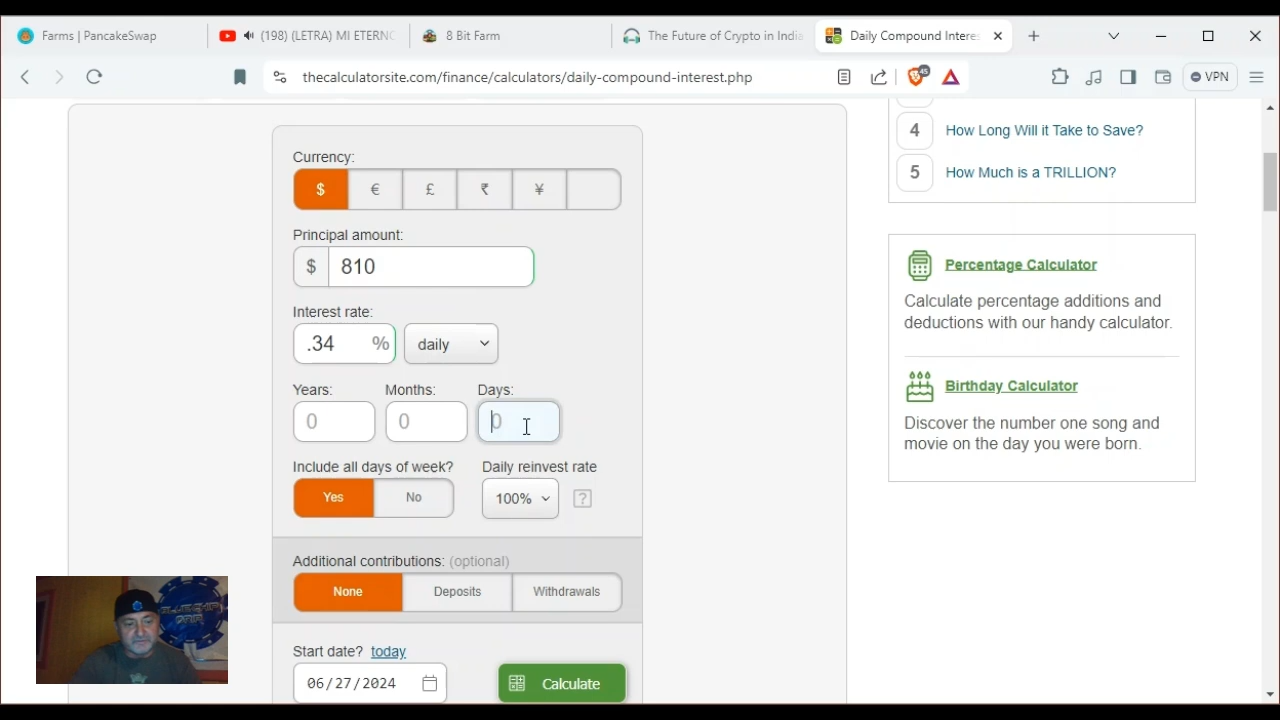 Farms | PancakeSwap
(198) (LETRA) MI ETERNO
8 Bit Farm
The Future of Crypto in India
Daily Compound Interes
thecalculatorsite.com/finance/calculators/daily-compound-interest.php
45
VPN
Currency:
$ € £ ₹ ¥
Principal amount:
$ 810
Interest rate:
.34 % daily
Years: Months: Days:
0 0 0
Include all days of week? Daily reinvest rate
Yes No 100% ?
Additional contributions: (optional)
None Deposits Withdrawals
Start date? today
06/27/2024 Calculate
4 How Long Will it Take to Save?
5 How Much is a TRILLION?
Percentage Calculator
Calculate percentage additions and
deductions with our handy calculator.
Birthday Calculator
Discover the number one song and
movie on the day you were born.